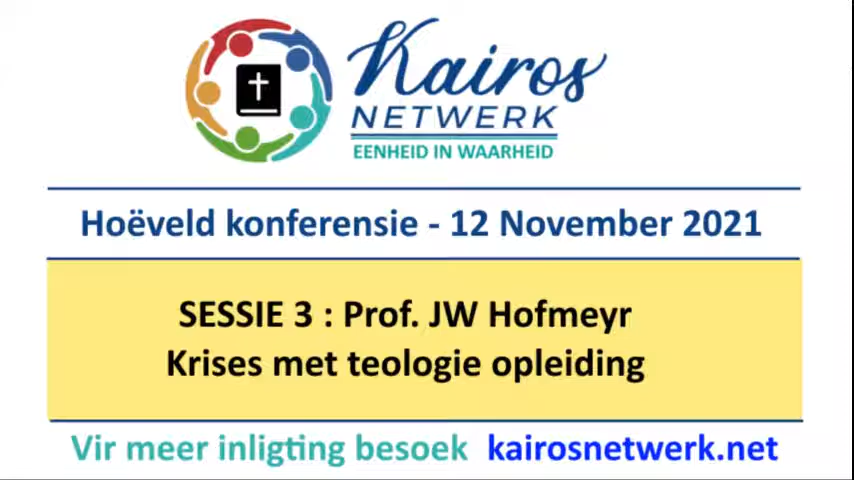 Kairos
NETWERK
EENHEID IN WAARHEID
Hoëveld konferensie - 12 November 2021
SESSIE 3 : Prof. JW Hofmeyr
Krises met teologie opleiding
Vir meer inligting besoek kairosnetwerk.net